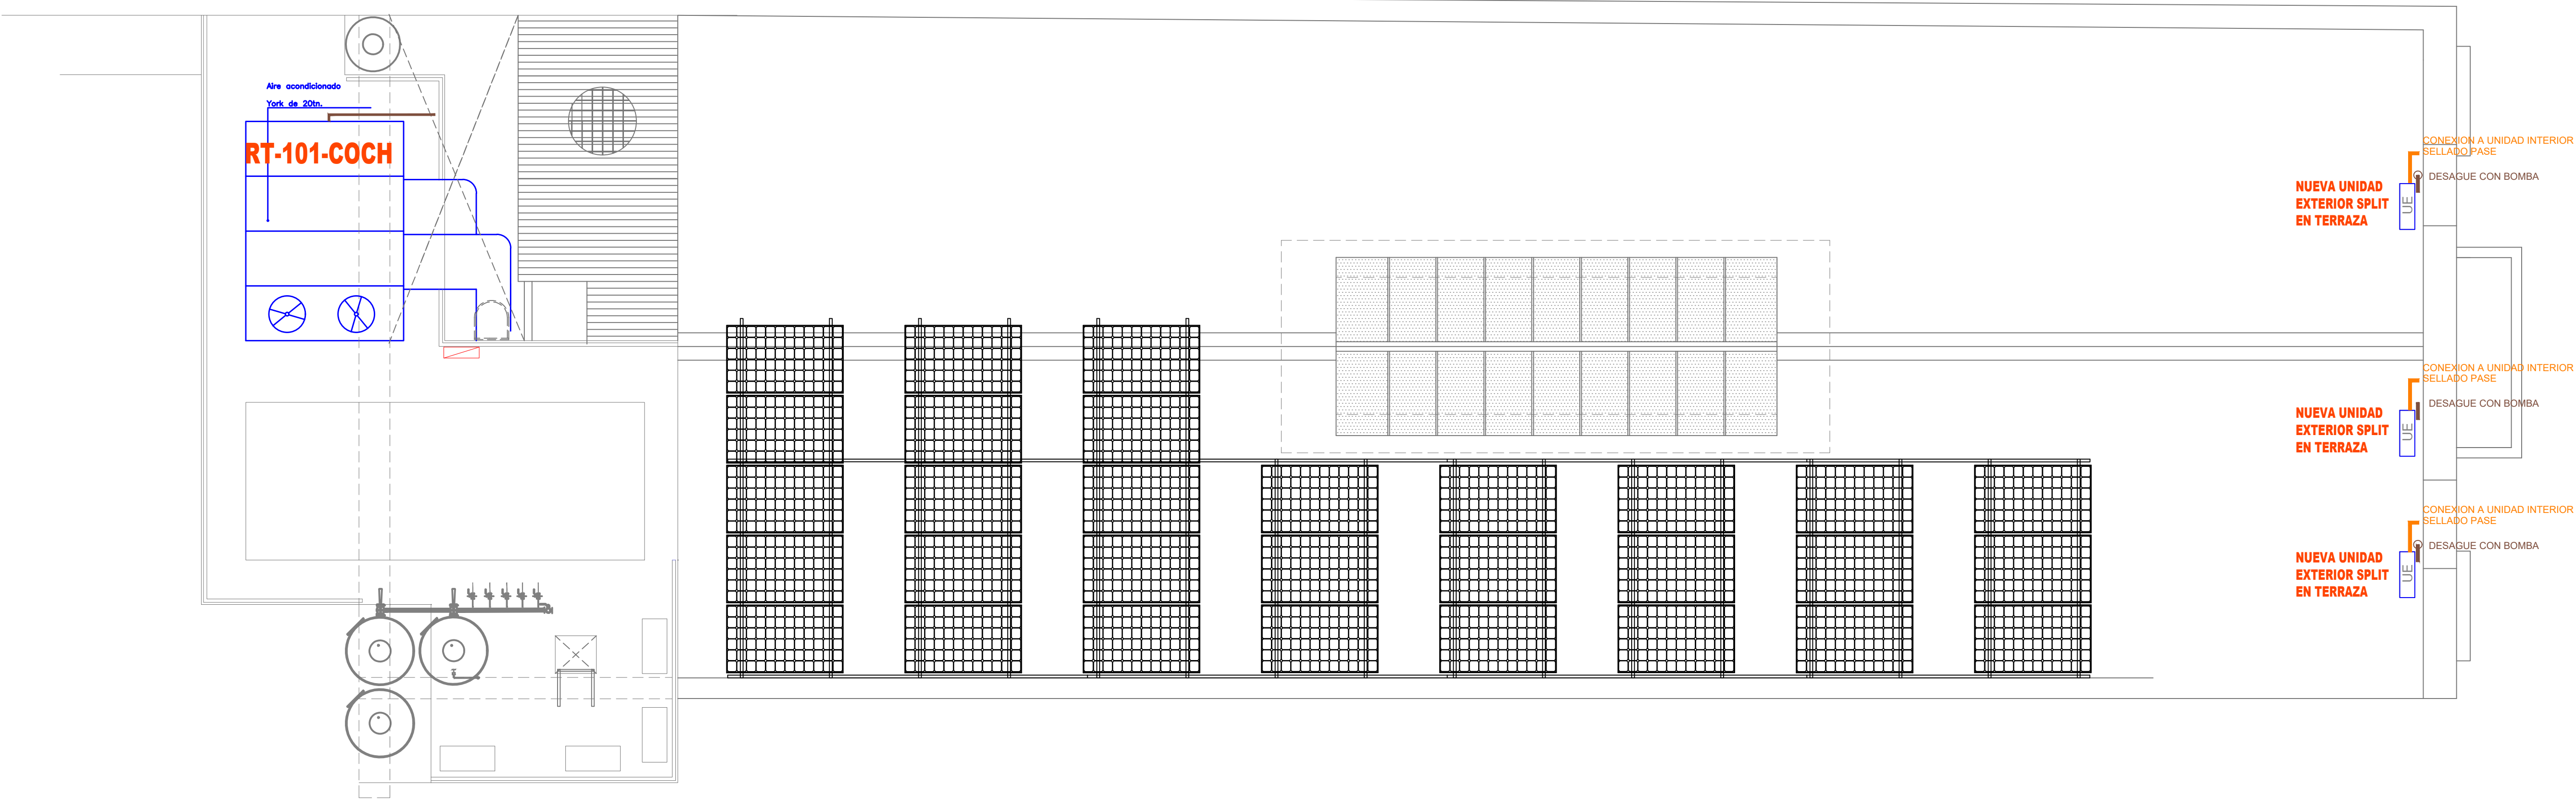 Aire acondicionado
York de 20tn.
RT-101-COCH
CONEXION A UNIDAD INTERIOR
SELLADO PASE
DESAGUE CON BOMBA
NUEVA UNIDAD
EXTERIOR SPLIT
EN TERRAZA
UE
CONEXION A UNIDAD INTERIOR
SELLADO PASE
DESAGUE CON BOMBA
NUEVA UNIDAD
EXTERIOR SPLIT
EN TERRAZA
UE
CONEXION A UNIDAD INTERIOR
SELLADO PASE
DESAGUE CON BOMBA
NUEVA UNIDAD
EXTERIOR SPLIT
EN TERRAZA
UE